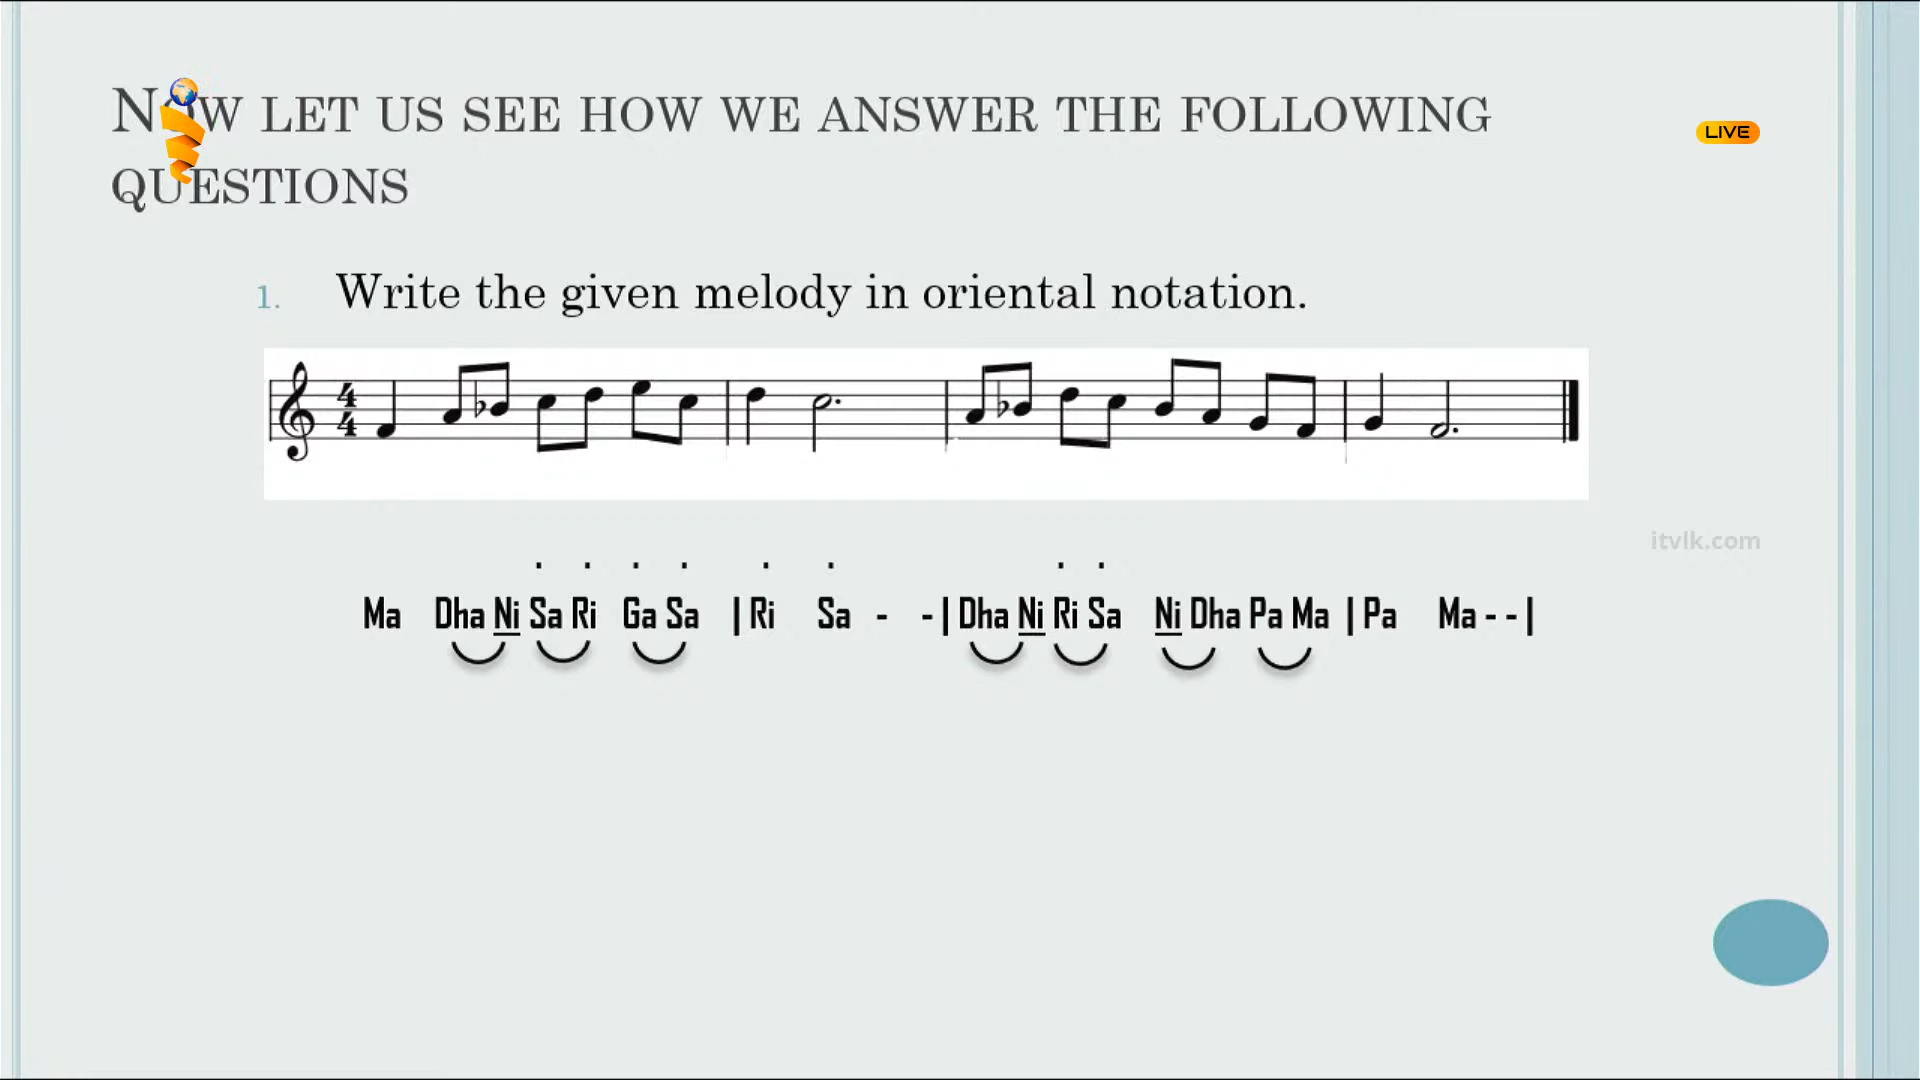 Now let us see how we answer the following
questions
LIVE
1. Write the given melody in oriental notation.
4
4
itvlk.com
Ma Dha Ni Sa Ri Ga Sa | Ri Sa - - | Dha Ni Ri Sa Ni Dha Pa Ma | Pa Ma - - |